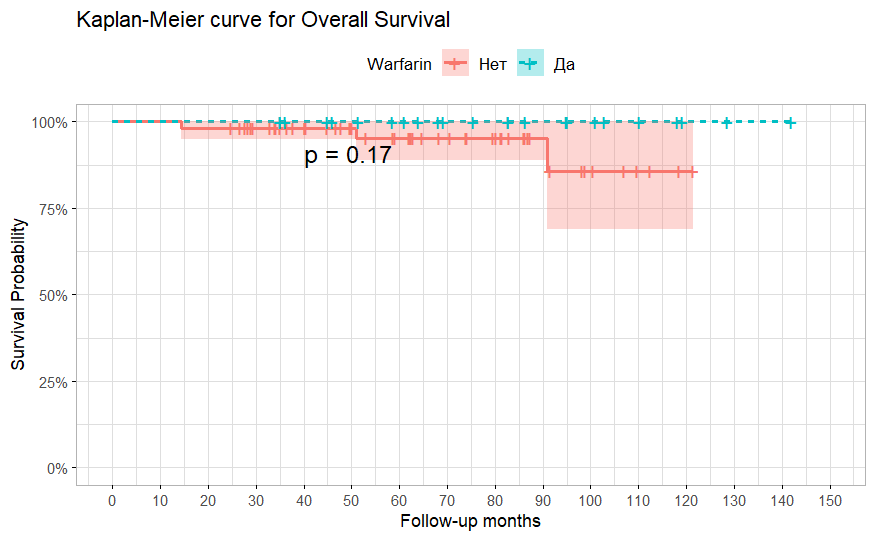 Kaplan-Meier curve for Overall Survival
Warfarin Нет Да
Survival Probability
100%
75%
50%
25%
0%
p = 0.17
0 10 20 30 40 50 60 70 80 90 100 110 120 130 140 150
Follow-up months